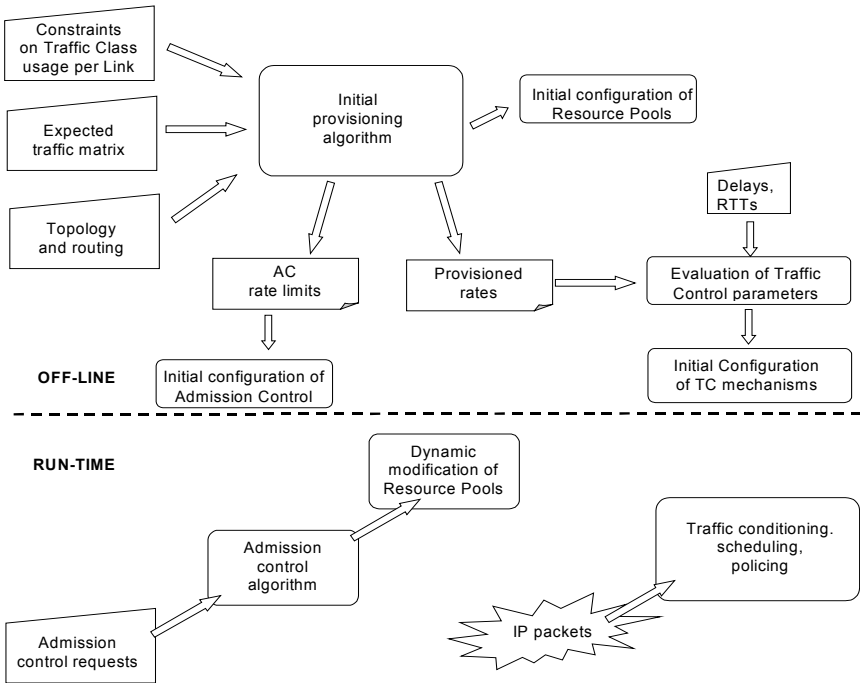 Constraints
on Traffic Class
usage per Link
Expected
traffic matrix
Topology
and routing
Initial
provisioning
algorithm
Initial configuration of
Resource Pools
Delays,
RTTs
AC
rate limits
Provisioned
rates
Evaluation of Traffic
Control parameters
OFF-LINE
Initial configuration of
Admission Control
Initial Configuration
of TC mechanisms
RUN-TIME
Dynamic
modification of
Resource Pools
Admission
control
algorithm
Traffic conditioning.
scheduling,
policing
Admission
control requests
IP packets